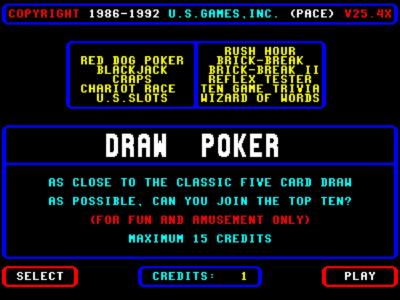 COPYRIGHT 1986-1992 U.S.GAMES,INC. (PACE) V25.4X
RED DOG POKER
BLACKJACK
CRAPS
CHARIOT RACE
U.S.SLOTS
RUSH HOUR
BRICK-BREAK
BRICK-BREAK II
REFLEX TESTER
TEN GAME TRIVIA
WIZARD OF WORDS
DRAW POKER
AS CLOSE TO THE CLASSIC FIVE CARD DRAW
AS POSSIBLE, CAN YOU JOIN THE TOP TEN?
(FOR FUN AND AMUSEMENT ONLY)
MAXIMUM 15 CREDITS
SELECT
CREDITS: 1
PLAY